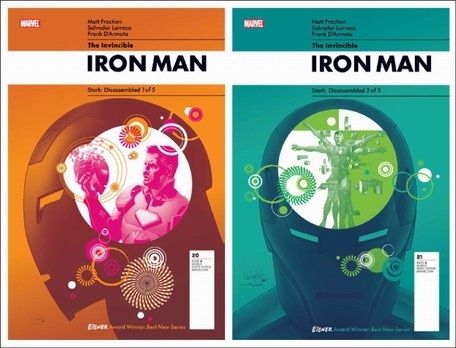 MARVEL
Matt Fraction
Salvador Larroca
Frank D'Armata
The Invincible
IRON MAN
Stark: Disassembled 1 of 5
20
EISNER Award Winner: Best New Series
MARVEL
Matt Fraction
Salvador Larroca
Frank D'Armata
The Invincible
IRON MAN
Stark: Disassembled 2 of 5
21
EISNER Award Winner: Best New Series